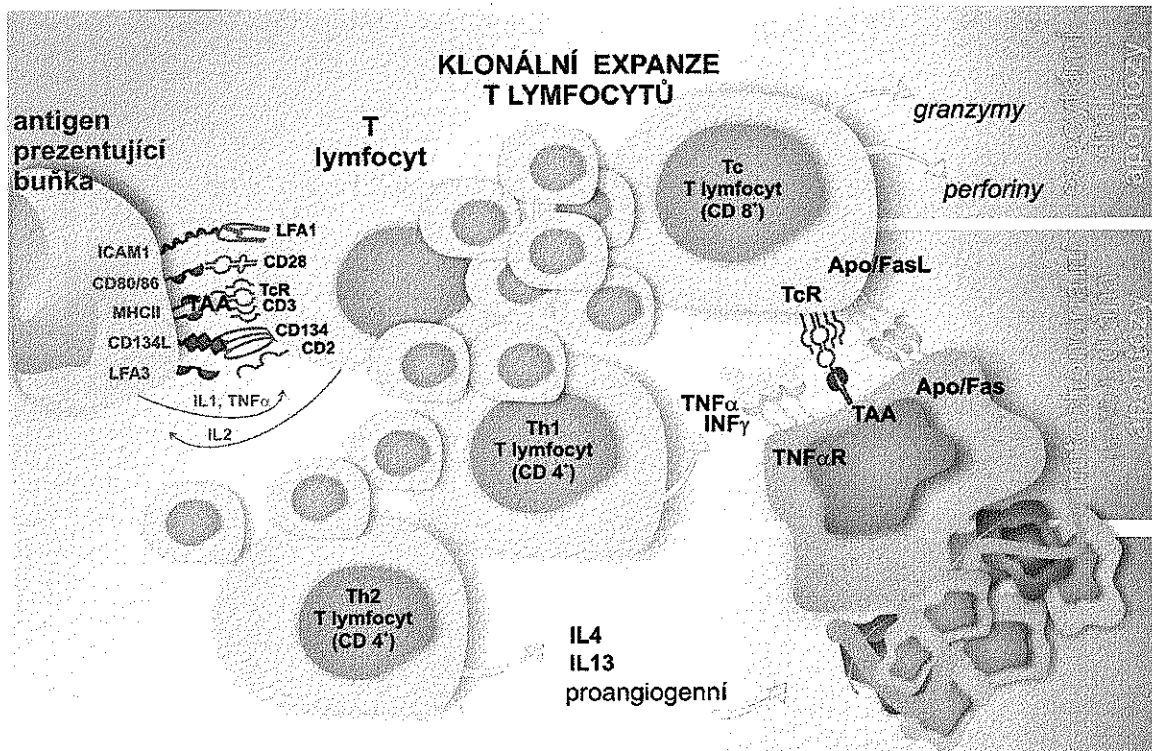 KLONÁLNÍ EXPANZE
T LYMFOCYTŮ
antigen
prezentující
buňka
T
lymfocyt
ICAM1
LFA1
CD80/86
CD28
MHCII
TAA
TcR
CD3
CD134L
CD134
CD2
LFA3
IL1, TNFα
IL2
Tc
T lymfocyt
(CD 8⁺)
granzymy
perforiny
Apo/FasL
TcR
Apo/Fas
TAA
TNFα
INFγ
TNFαR
Th1
T lymfocyt
(CD 4⁺)
Th2
T lymfocyt
(CD 4⁺)
IL4
IL13
proangiogenní
apoptózy